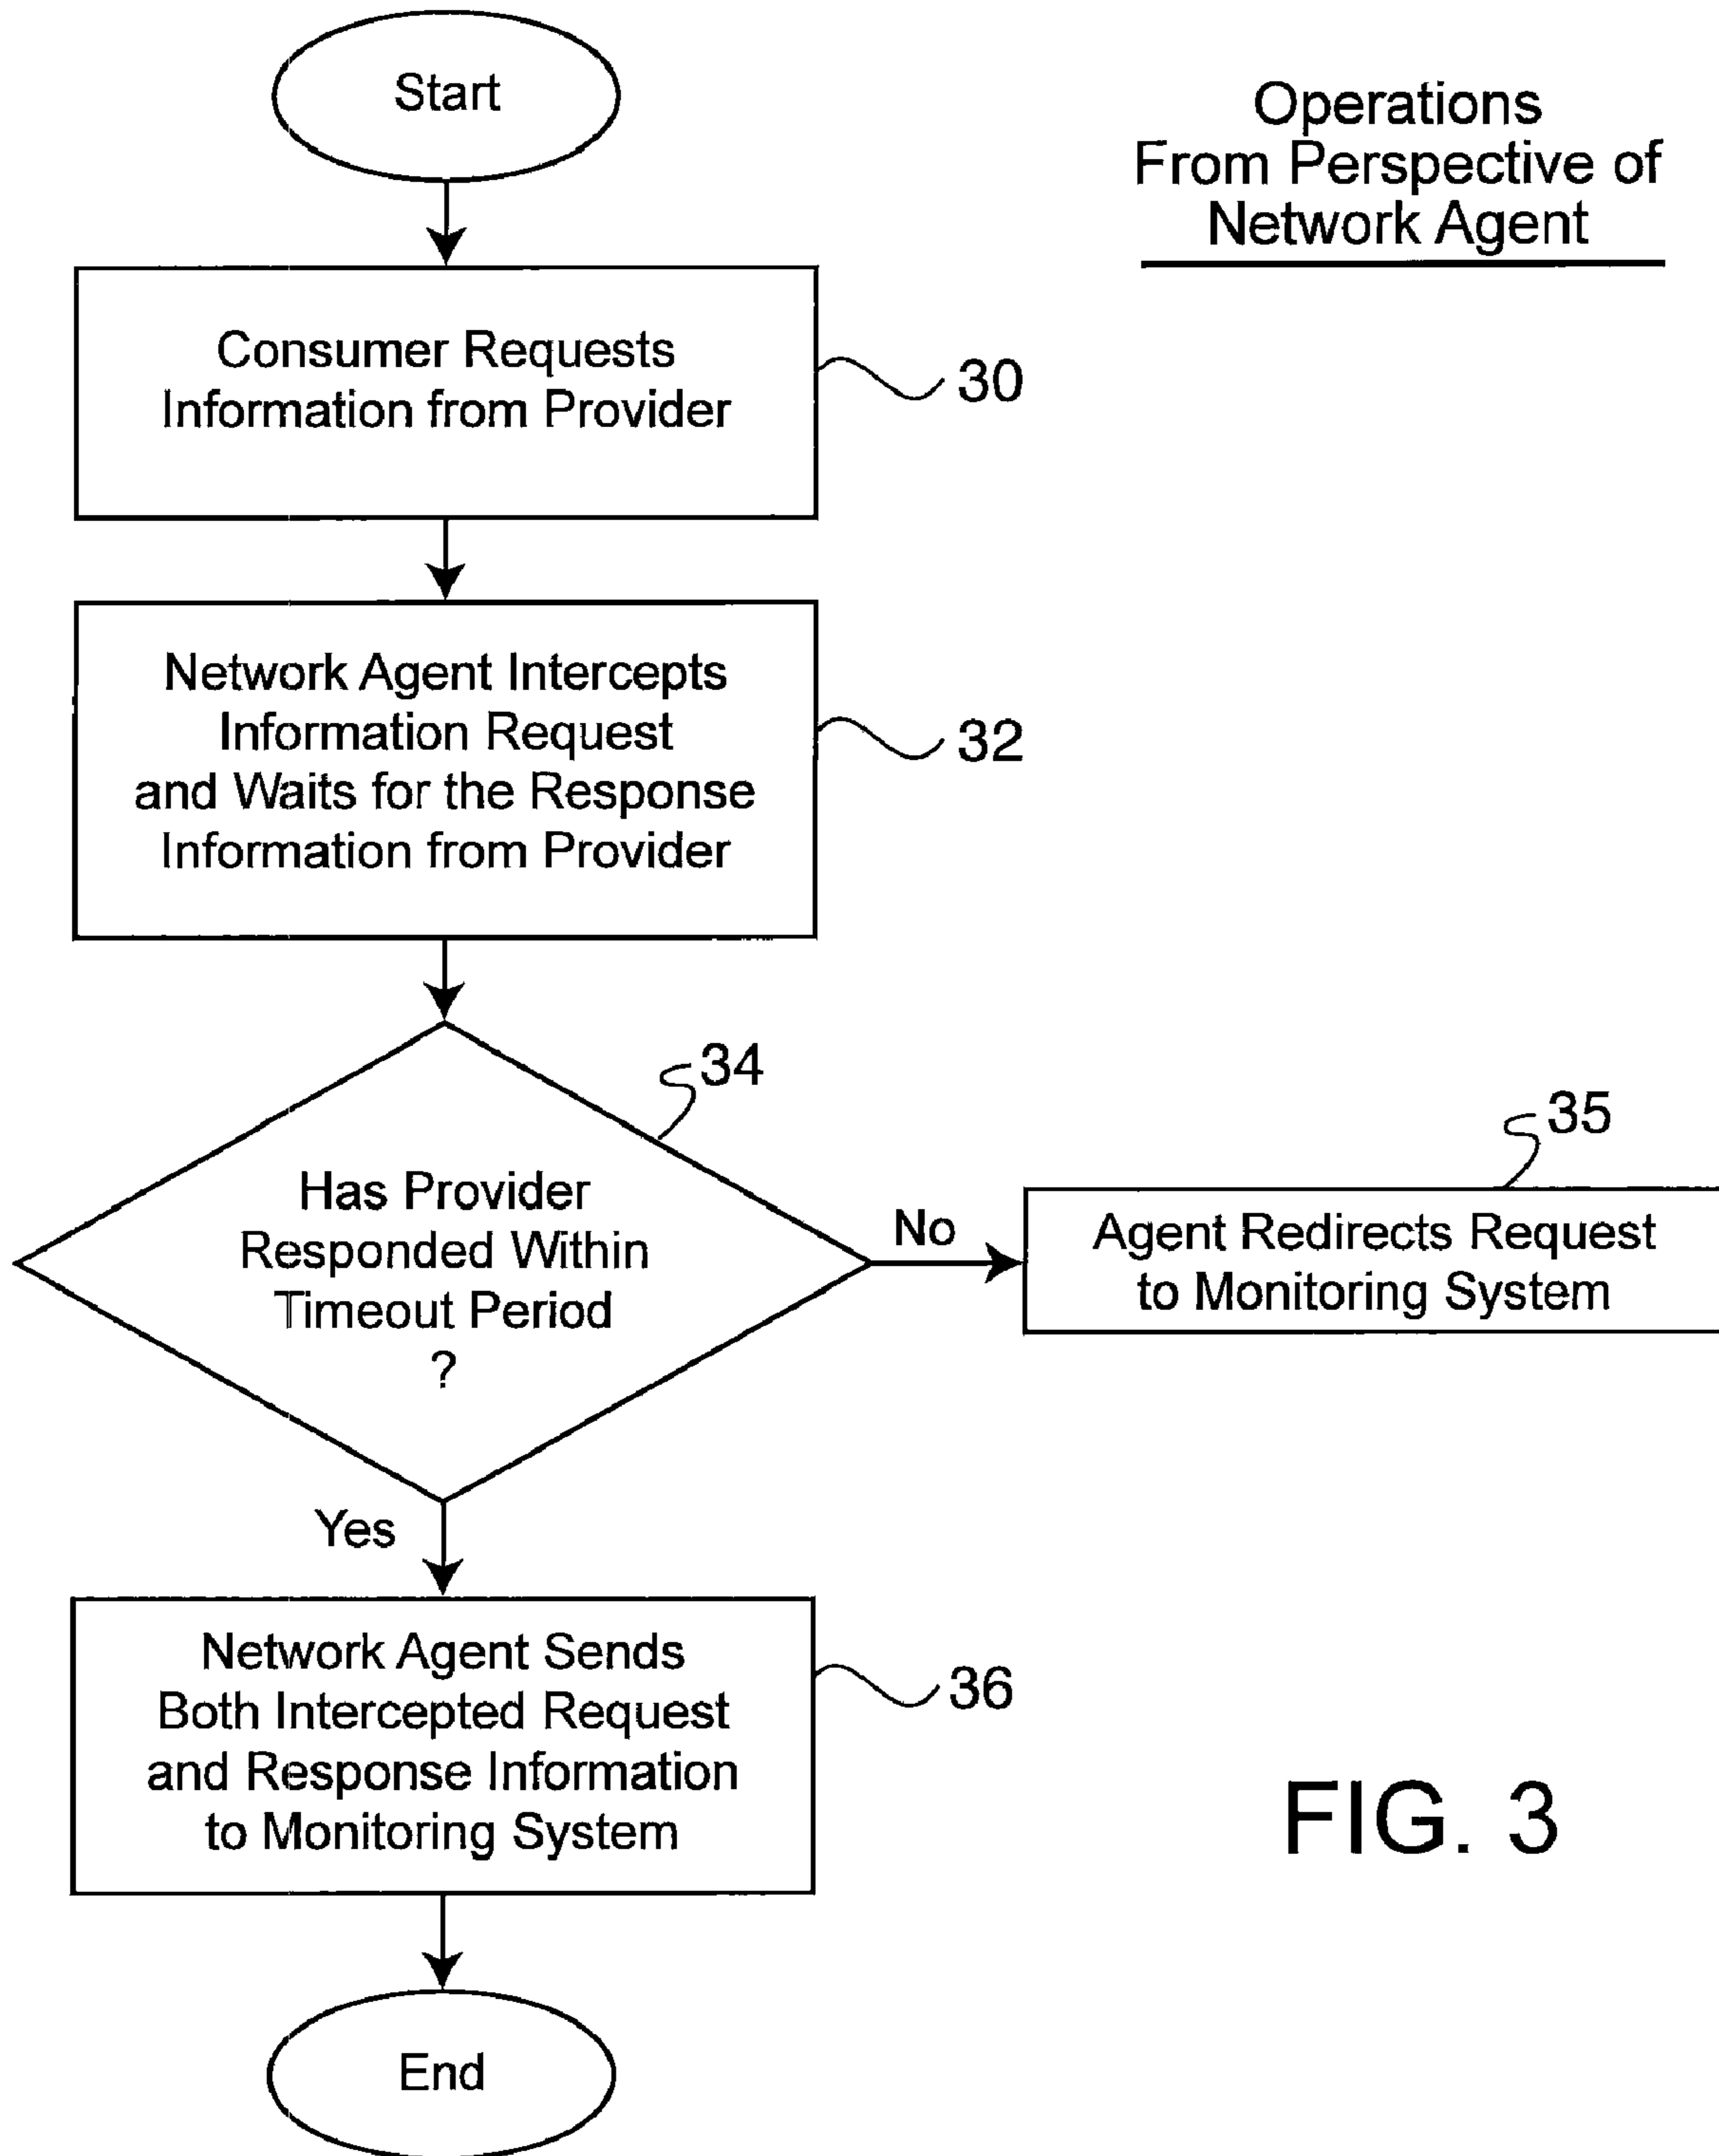 Start
Operations
From Perspective of
Network Agent
Consumer Requests
Information from Provider
30
Network Agent Intercepts
Information Request
and Waits for the Response
Information from Provider
32
34
Has Provider
Responded Within
Timeout Period
?
No
35
Agent Redirects Request
to Monitoring System
Yes
Network Agent Sends
Both Intercepted Request
and Response Information
to Monitoring System
36
FIG. 3
End